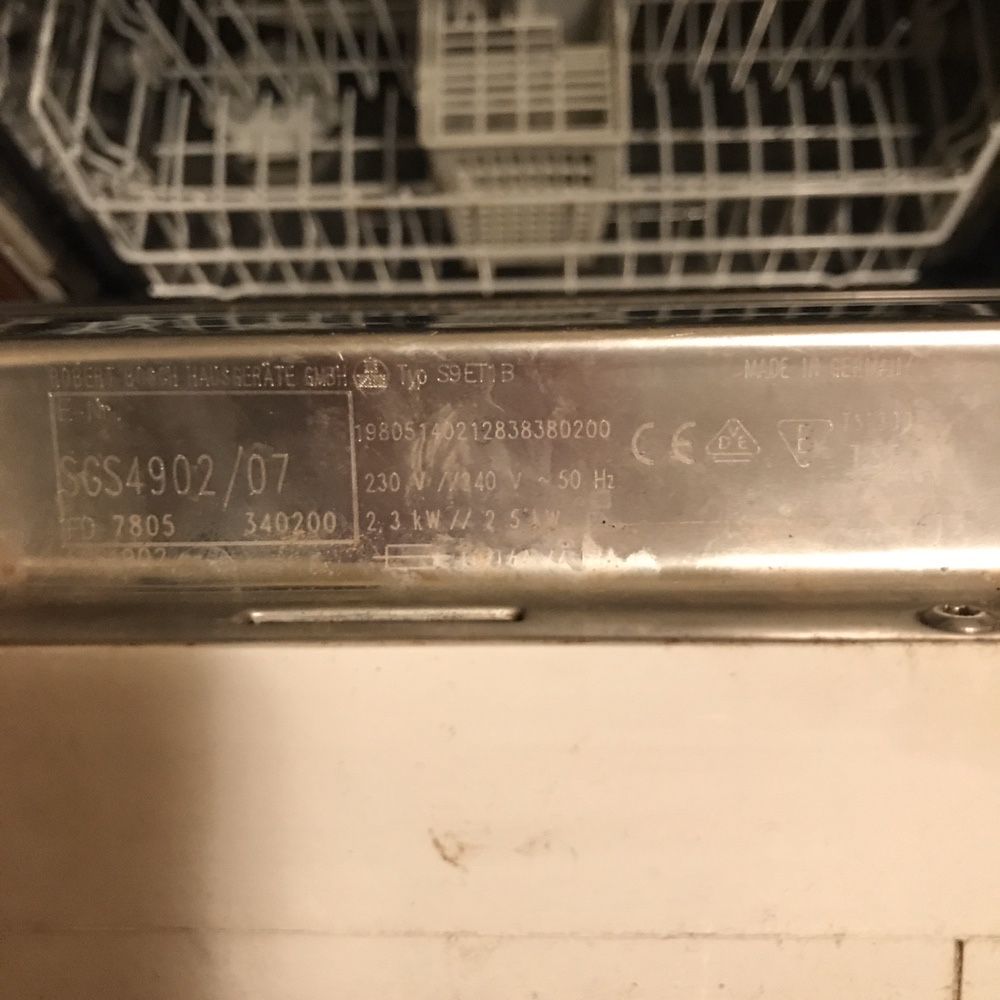 ROBERT BOSCH HAUSGERÄTE GMBH Typ S9ET1B MADE IN GERMANY
E-Nr.
19805140212838380200
SGS4902/07
230 V //240 V ~ 50 Hz
FD 7805 340200
2,3 kW // 2,5 kW